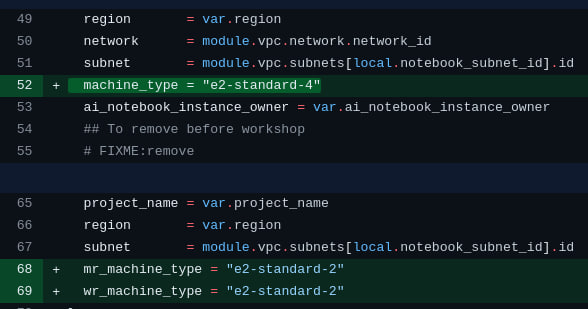 49 region = var.region
50 network = module.vpc.network.network_id
51 subnet = module.vpc.subnets[local.notebook_subnet_id].id
52 + machine_type = "e2-standard-4"
53 ai_notebook_instance_owner = var.ai_notebook_instance_owner
54 ## To remove before workshop
55 # FIXME:remove
65 project_name = var.project_name
66 region = var.region
67 subnet = module.vpc.subnets[local.notebook_subnet_id].id
68 + mr_machine_type = "e2-standard-2"
69 + wr_machine_type = "e2-standard-2"